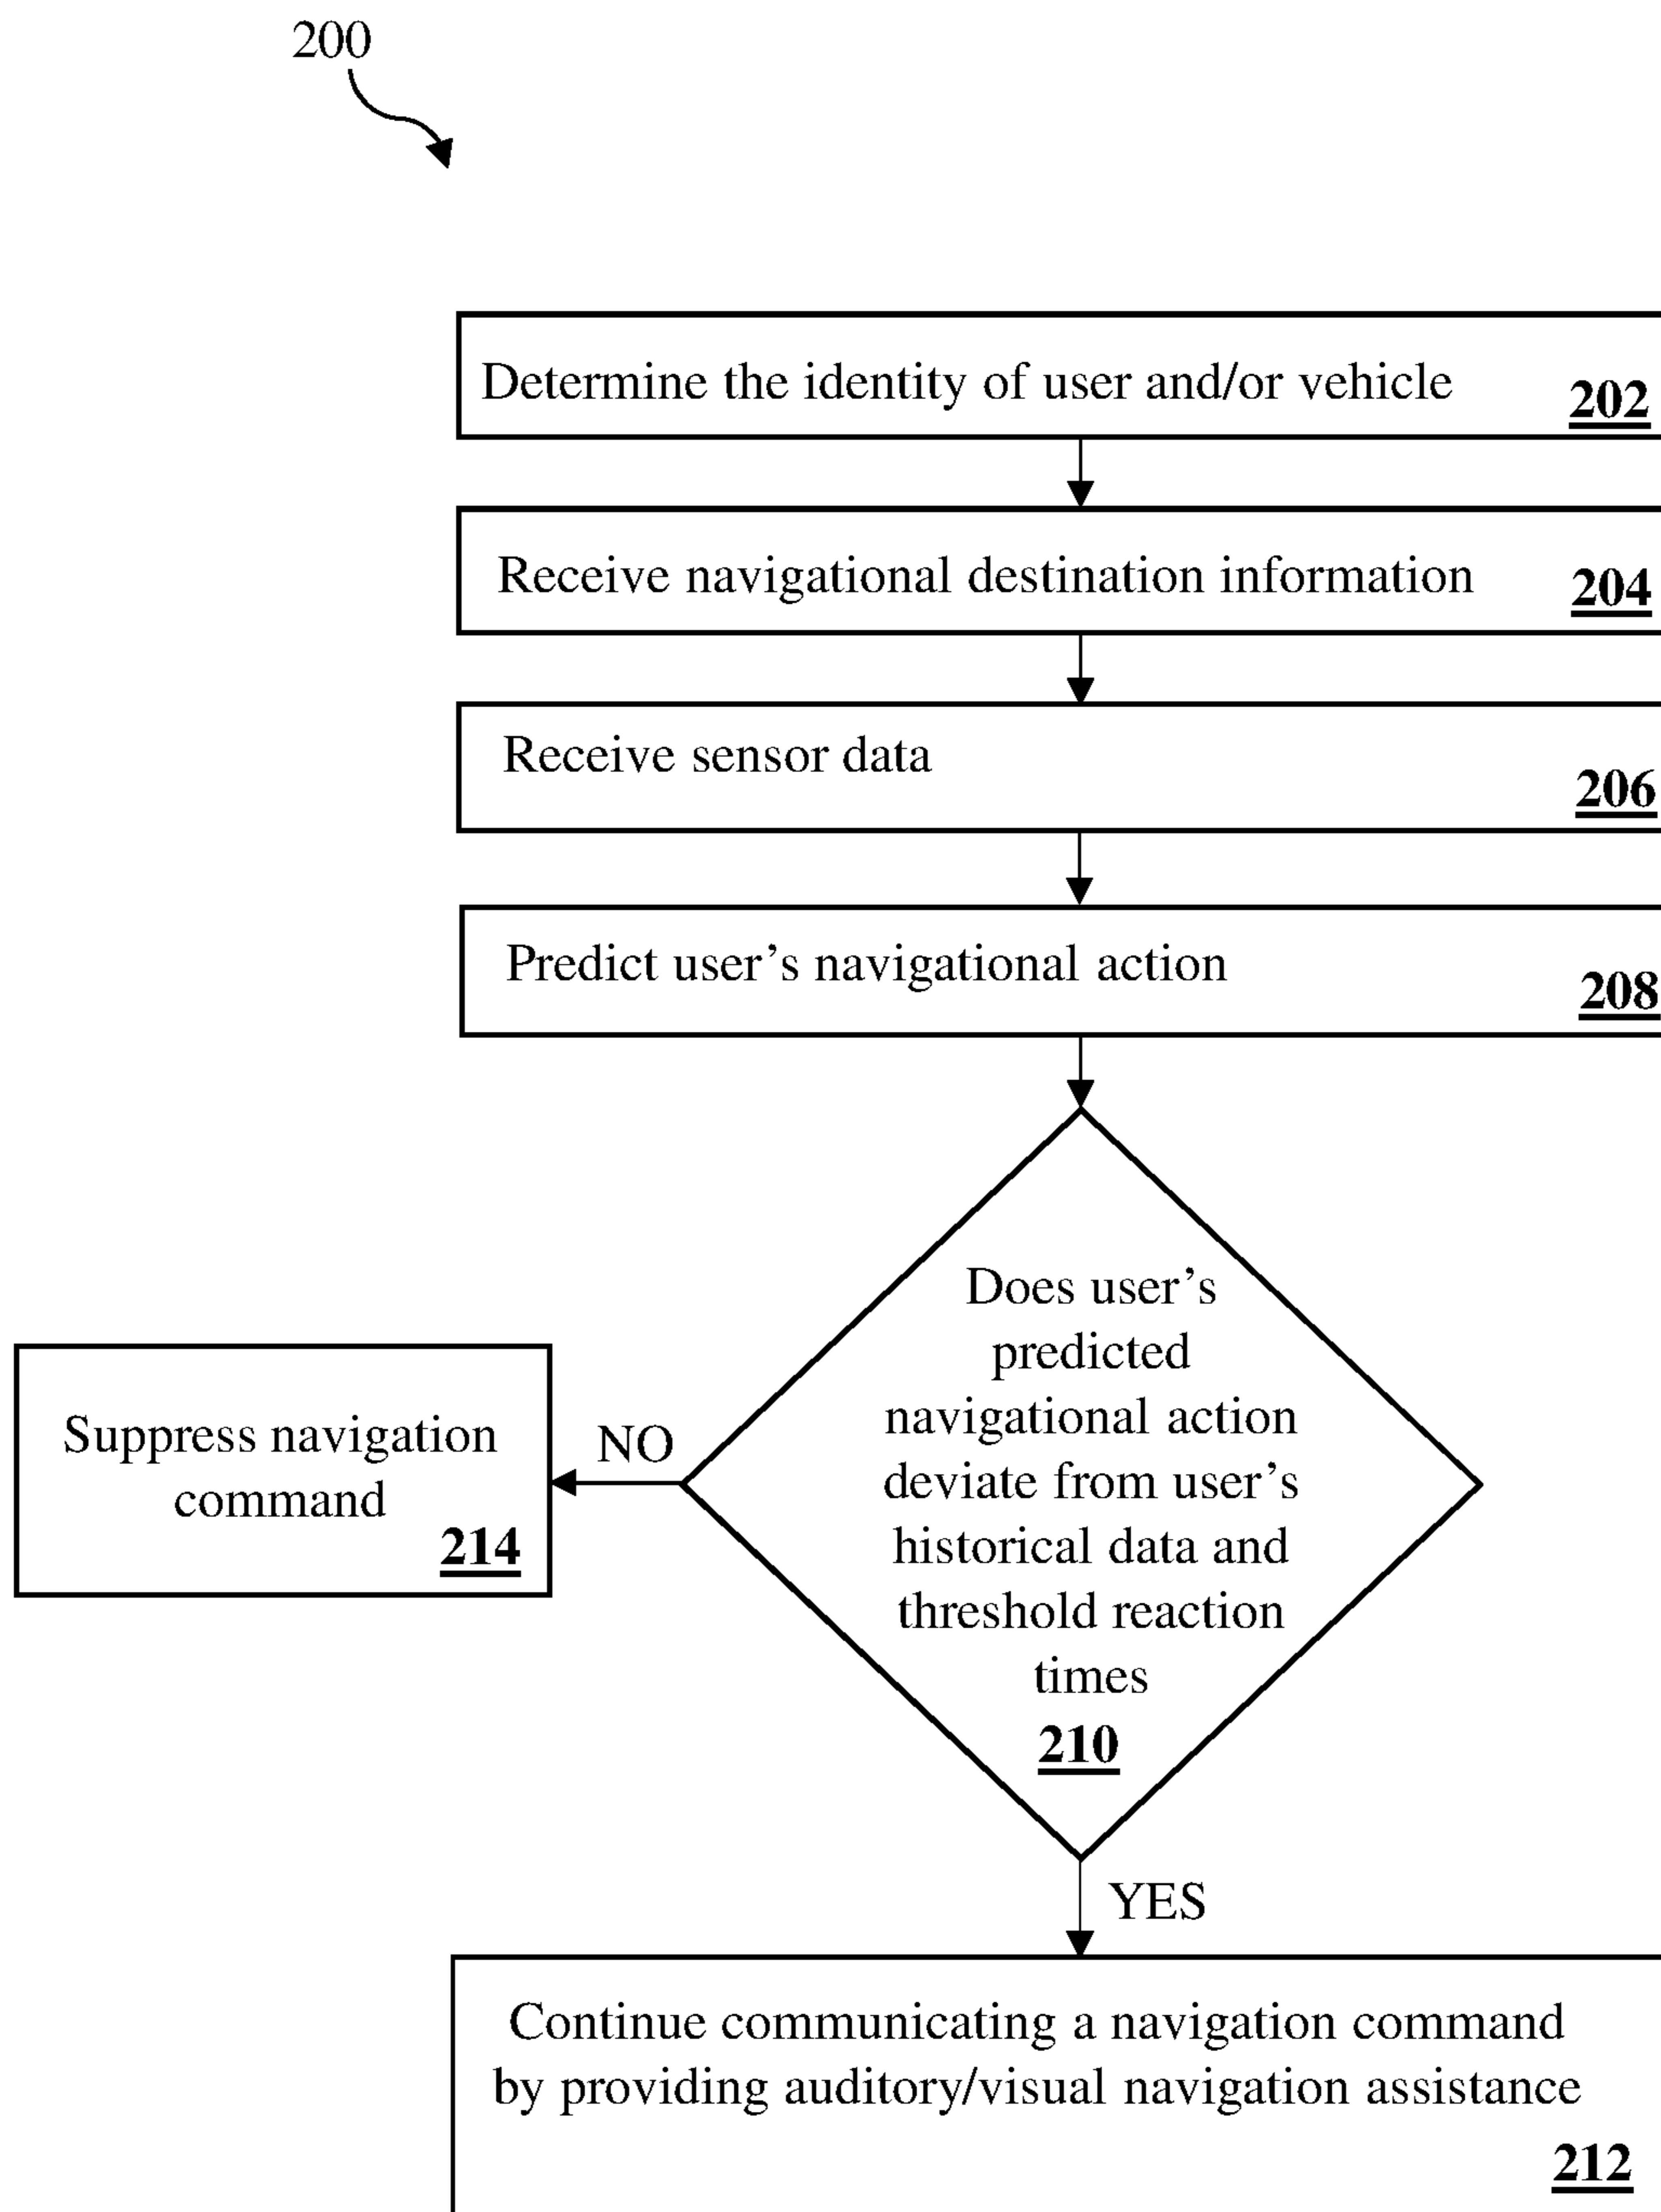 200
Determine the identity of user and/or vehicle
202
Receive navigational destination information
204
Receive sensor data
206
Predict user’s navigational action
208
Does user’s
predicted
navigational action
deviate from user’s
historical data and
threshold reaction
times
210
NO
Suppress navigation
command
214
YES
Continue communicating a navigation command
by providing auditory/visual navigation assistance
212